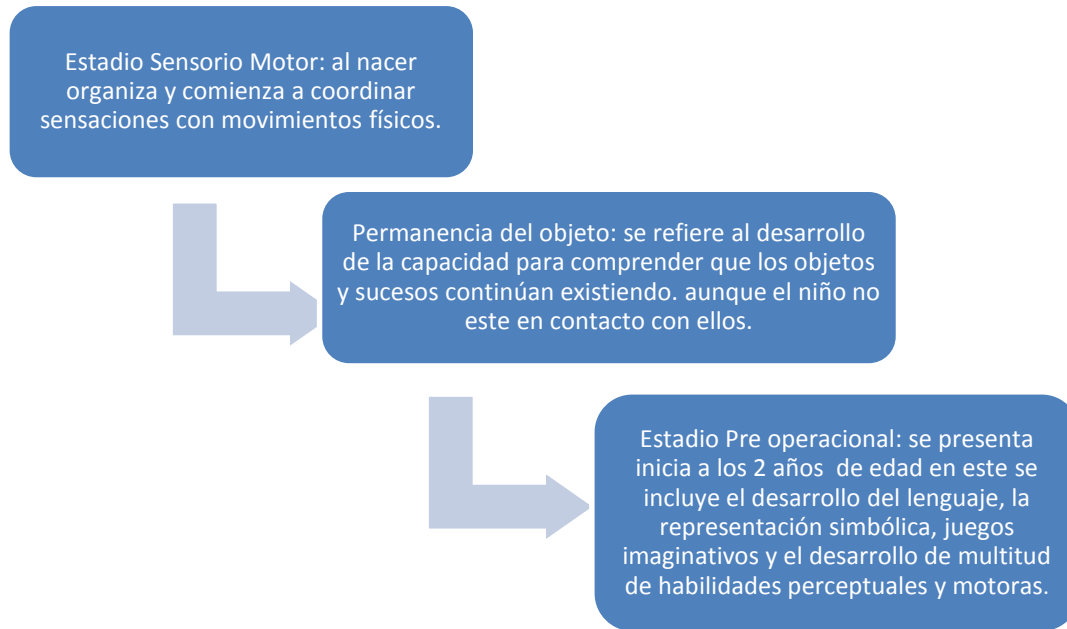 Estadio Sensorio Motor: al nacer
organiza y comienza a coordinar
sensaciones con movimientos físicos.
Permanencia del objeto: se refiere al desarrollo
de la capacidad para comprender que los objetos
y sucesos continúan existiendo. aunque el niño no
este en contacto con ellos.
Estadio Pre operacional: se presenta
inicia a los 2 años de edad en este se
incluye el desarrollo del lenguaje, la
representación simbólica, juegos
imaginativos y el desarrollo de multitud
de habilidades perceptuales y motoras.